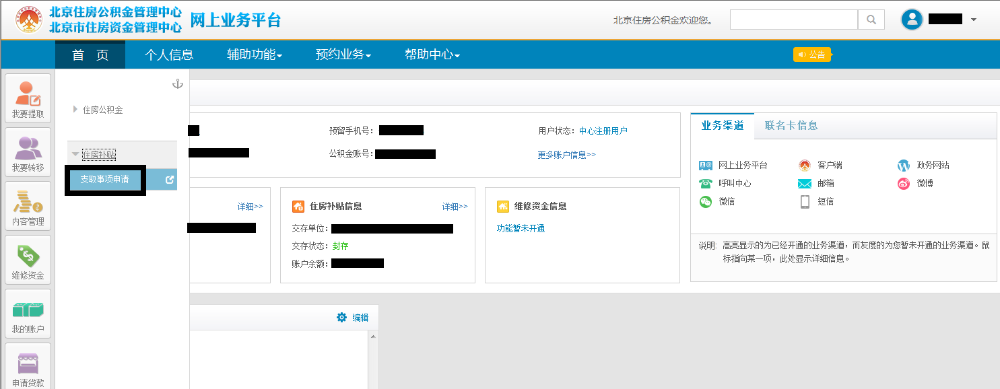 北京住房公积金管理中心
北京市住房资金管理中心
网上业务平台
北京住房公积金欢迎您。
首 页
个人信息
辅助功能
预约业务
帮助中心
公告
我要提取
我要转移
内容管理
维修资金
我的账户
申请贷款
住房公积金
住房补贴
支取事项申请
预留手机号：
用户状态：中心注册用户
公积金账号：
更多账户信息>>
详细>>
住房补贴信息
详细>>
交存单位：
交存状态：封存
账户余额：
维修资金信息
功能暂未开通
业务渠道
联名卡信息
网上业务平台
客户端
政务网站
呼叫中心
邮箱
微博
微信
短信
说明：高亮显示的为已经开通的业务渠道，而灰度的为您暂未开通的业务渠道。鼠
标指向某一项，此处显示详细信息。
编辑